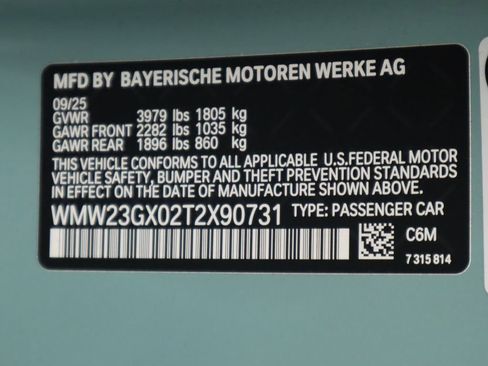 MFD BY BAYERISCHE MOTOREN WERKE AG
09/25
GVWR 3979 lbs 1805 kg
GAWR FRONT 2282 lbs 1035 kg
GAWR REAR 1896 lbs 860 kg
THIS VEHICLE CONFORMS TO ALL APPLICABLE U.S.FEDERAL MOTOR
VEHICLE SAFETY, BUMPER AND THEFT PREVENTION STANDARDS
IN EFFECT ON THE DATE OF MANUFACTURE SHOWN ABOVE.
WMW23GX02T2X90731 TYPE: PASSENGER CAR
C6M
7 315 814